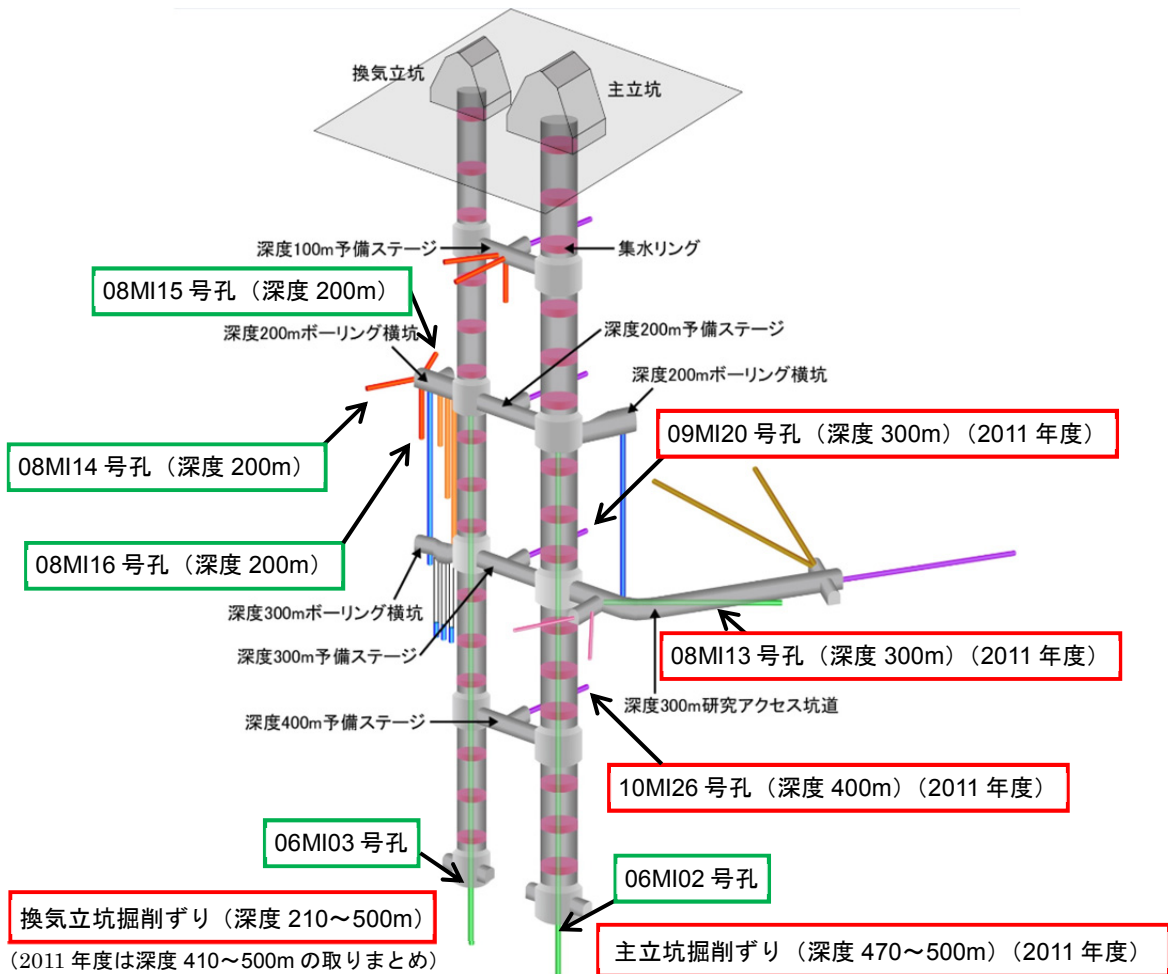 換気立坑
主立坑
深度100m予備ステージ
集水リング
08MI15 号孔（深度 200m）
深度200mボーリング横坑
深度200m予備ステージ
深度200mボーリング横坑
09MI20 号孔（深度 300m）（2011 年度）
08MI14 号孔（深度 200m）
08MI16 号孔（深度 200m）
深度300mボーリング横坑
深度300m予備ステージ
08MI13 号孔（深度 300m）（2011 年度）
深度300m研究アクセス坑道
深度400m予備ステージ
10MI26 号孔（深度 400m）（2011 年度）
06MI03 号孔
06MI02 号孔
換気立坑掘削ずり（深度 210～500m）
（2011 年度は深度 410～500m の取りまとめ）
主立坑掘削ずり（深度 470～500m）（2011 年度）